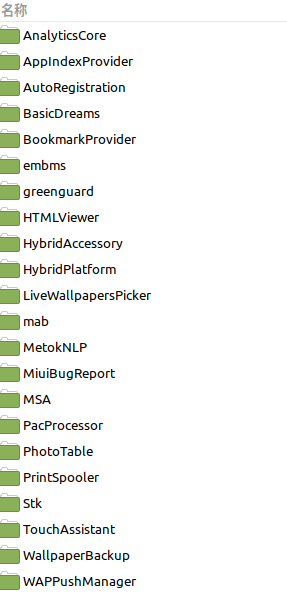 名称
AnalyticsCore
AppIndexProvider
AutoRegistration
BasicDreams
BookmarkProvider
embms
greenguard
HTMLViewer
HybridAccessory
HybridPlatform
LiveWallpapersPicker
mab
MetokNLP
MiuiBugReport
MSA
PacProcessor
PhotoTable
PrintSpooler
Stk
TouchAssistant
WallpaperBackup
WAPPushManager